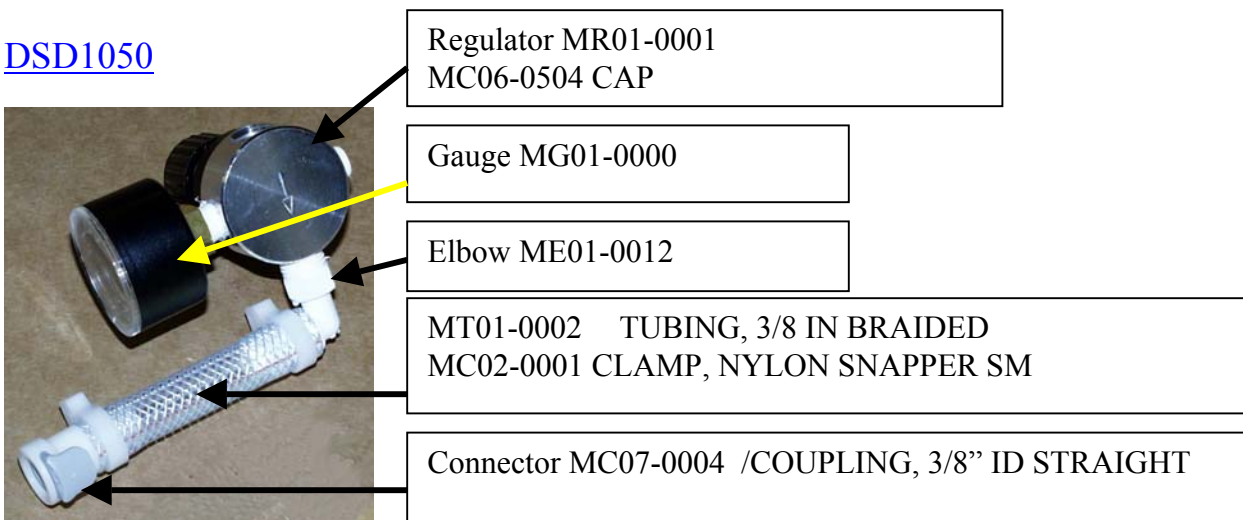 DSD1050
Regulator MR01-0001
MC06-0504 CAP
Gauge MG01-0000
Elbow ME01-0012
MT01-0002 TUBING, 3/8 IN BRAIDED
MC02-0001 CLAMP, NYLON SNAPPER SM
Connector MC07-0004 /COUPLING, 3/8” ID STRAIGHT